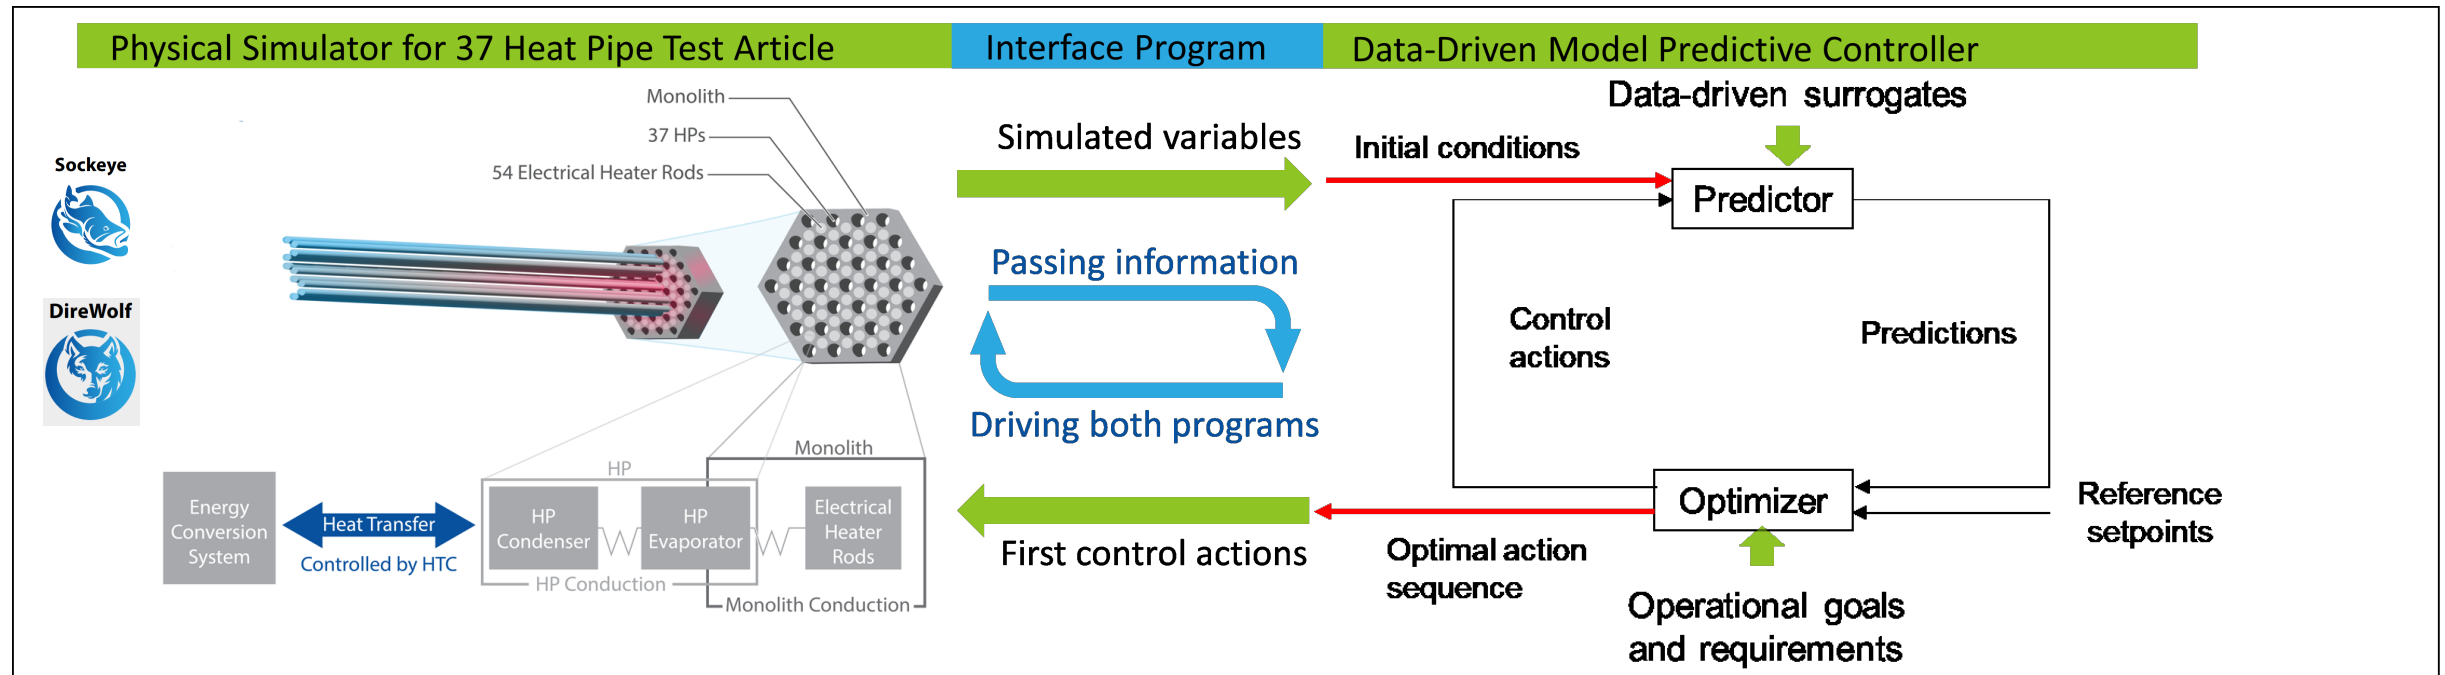 Physical Simulator for 37 Heat Pipe Test Article
Interface Program
Data-Driven Model Predictive Controller
Monolith
37 HPs
54 Electrical Heater Rods
Sockeye
DireWolf
Energy
Conversion
System
Heat Transfer
Controlled by HTC
HP
HP
Condenser
HP
Evaporator
HP Conduction
Monolith
Electrical
Heater
Rods
Monolith Conduction
Simulated variables
Passing information
Driving both programs
First control actions
Data-driven surrogates
Initial conditions
Predictor
Control
actions
Predictions
Optimizer
Reference
setpoints
Optimal action
sequence
Operational goals
and requirements